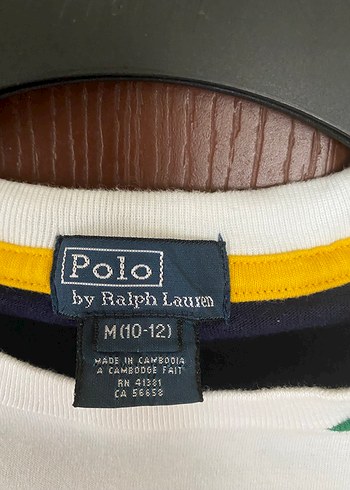 Polo
by Ralph Lauren
M (10-12)
MADE IN CAMBODIA
A CAMBODGE FAIT
RN 41381
CA 56658